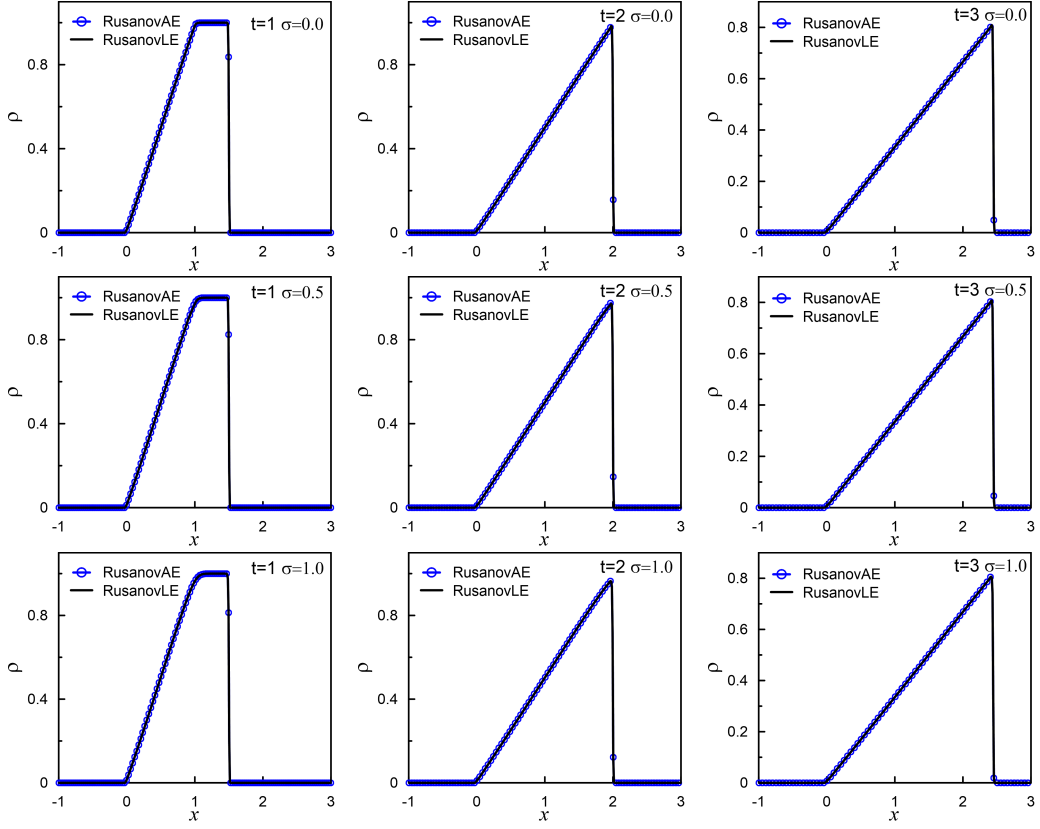 RusanovAE
RusanovLE
t=1 σ=0.0
0.8
0.4
0
ρ
-1 0 1 2 3
x
RusanovAE
RusanovLE
t=2 σ=0.0
0.8
0.4
0
ρ
-1 0 1 2 3
x
RusanovAE
RusanovLE
t=3 σ=0.0
0.8
0.6
0.4
0.2
0.0
ρ
-1 0 1 2 3
x
RusanovAE
RusanovLE
t=1 σ=0.5
0.8
0.4
0
ρ
-1 0 1 2 3
x
RusanovAE
RusanovLE
t=2 σ=0.5
0.8
0.4
0
ρ
-1 0 1 2 3
x
RusanovAE
RusanovLE
t=3 σ=0.5
0.8
0.6
0.4
0.2
0
ρ
-1 0 1 2 3
x
RusanovAE
RusanovLE
t=1 σ=1.0
0.8
0.4
0
ρ
-1 0 1 2 3
x
RusanovAE
RusanovLE
t=2 σ=1.0
0.8
0.4
0
ρ
-1 0 1 2 3
x
RusanovAE
RusanovLE
t=3 σ=1.0
0.8
0.6
0.4
0.2
0
ρ
-1 0 1 2 3
x